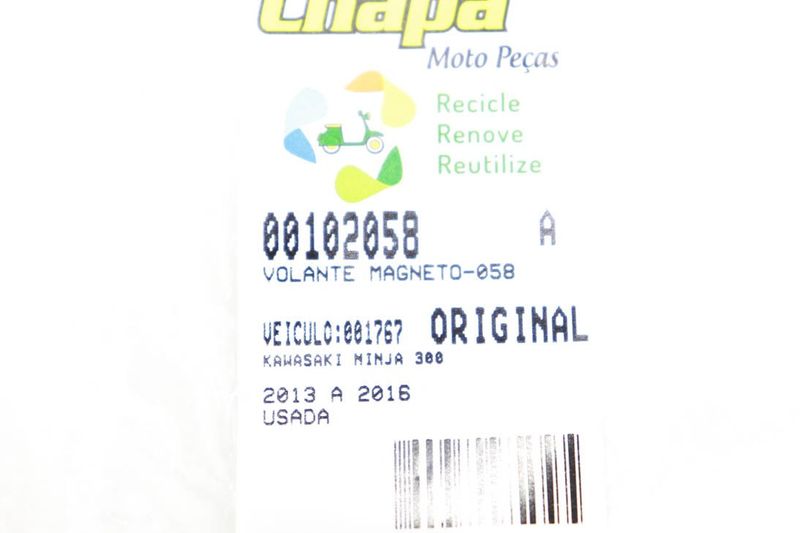 Chapa
Moto Peças
Recicle
Renove
Reutilize
00102058 A
VOLANTE MAGNETO-058
VEICULO:001767 ORIGINAL
KAWASAKI NINJA 300
2013 A 2016
USADA